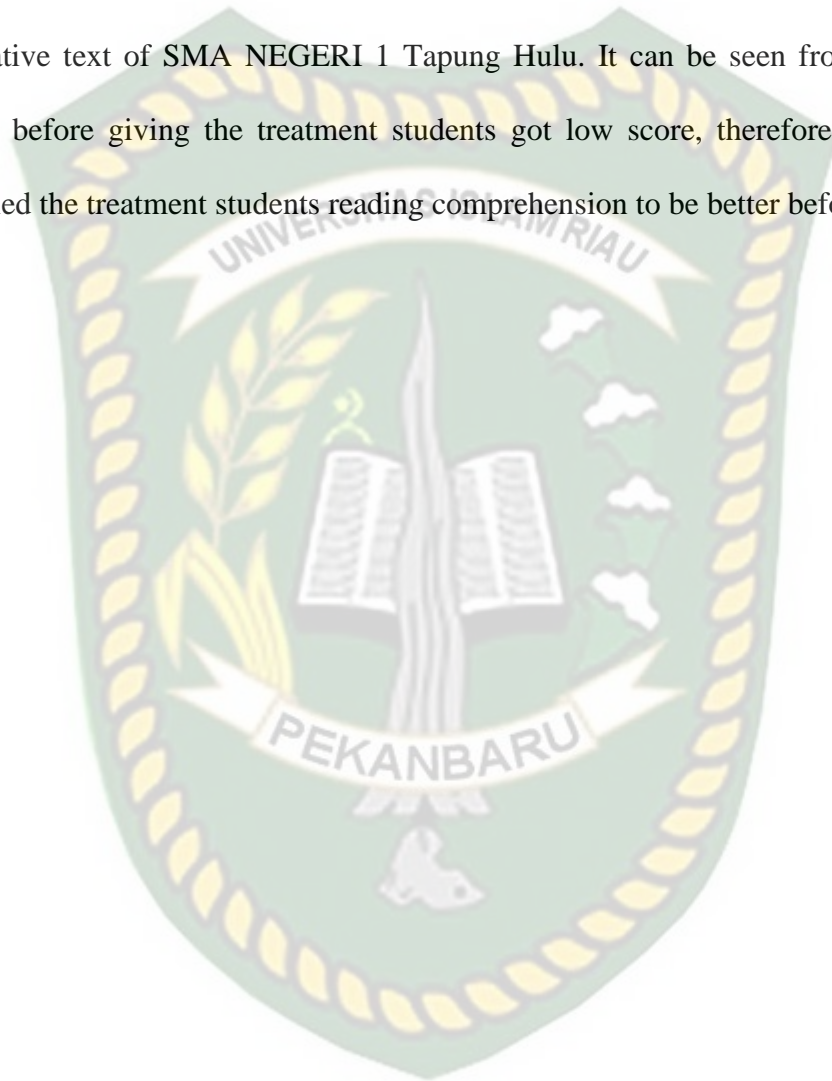 ative text of SMA NEGERI 1 Tapung Hulu. It can be seen fro
before giving the treatment students got low score, therefore
ed the treatment students reading comprehension to be better befo
UNIVERSITAS ISLAM RIAU
PEKANBARU